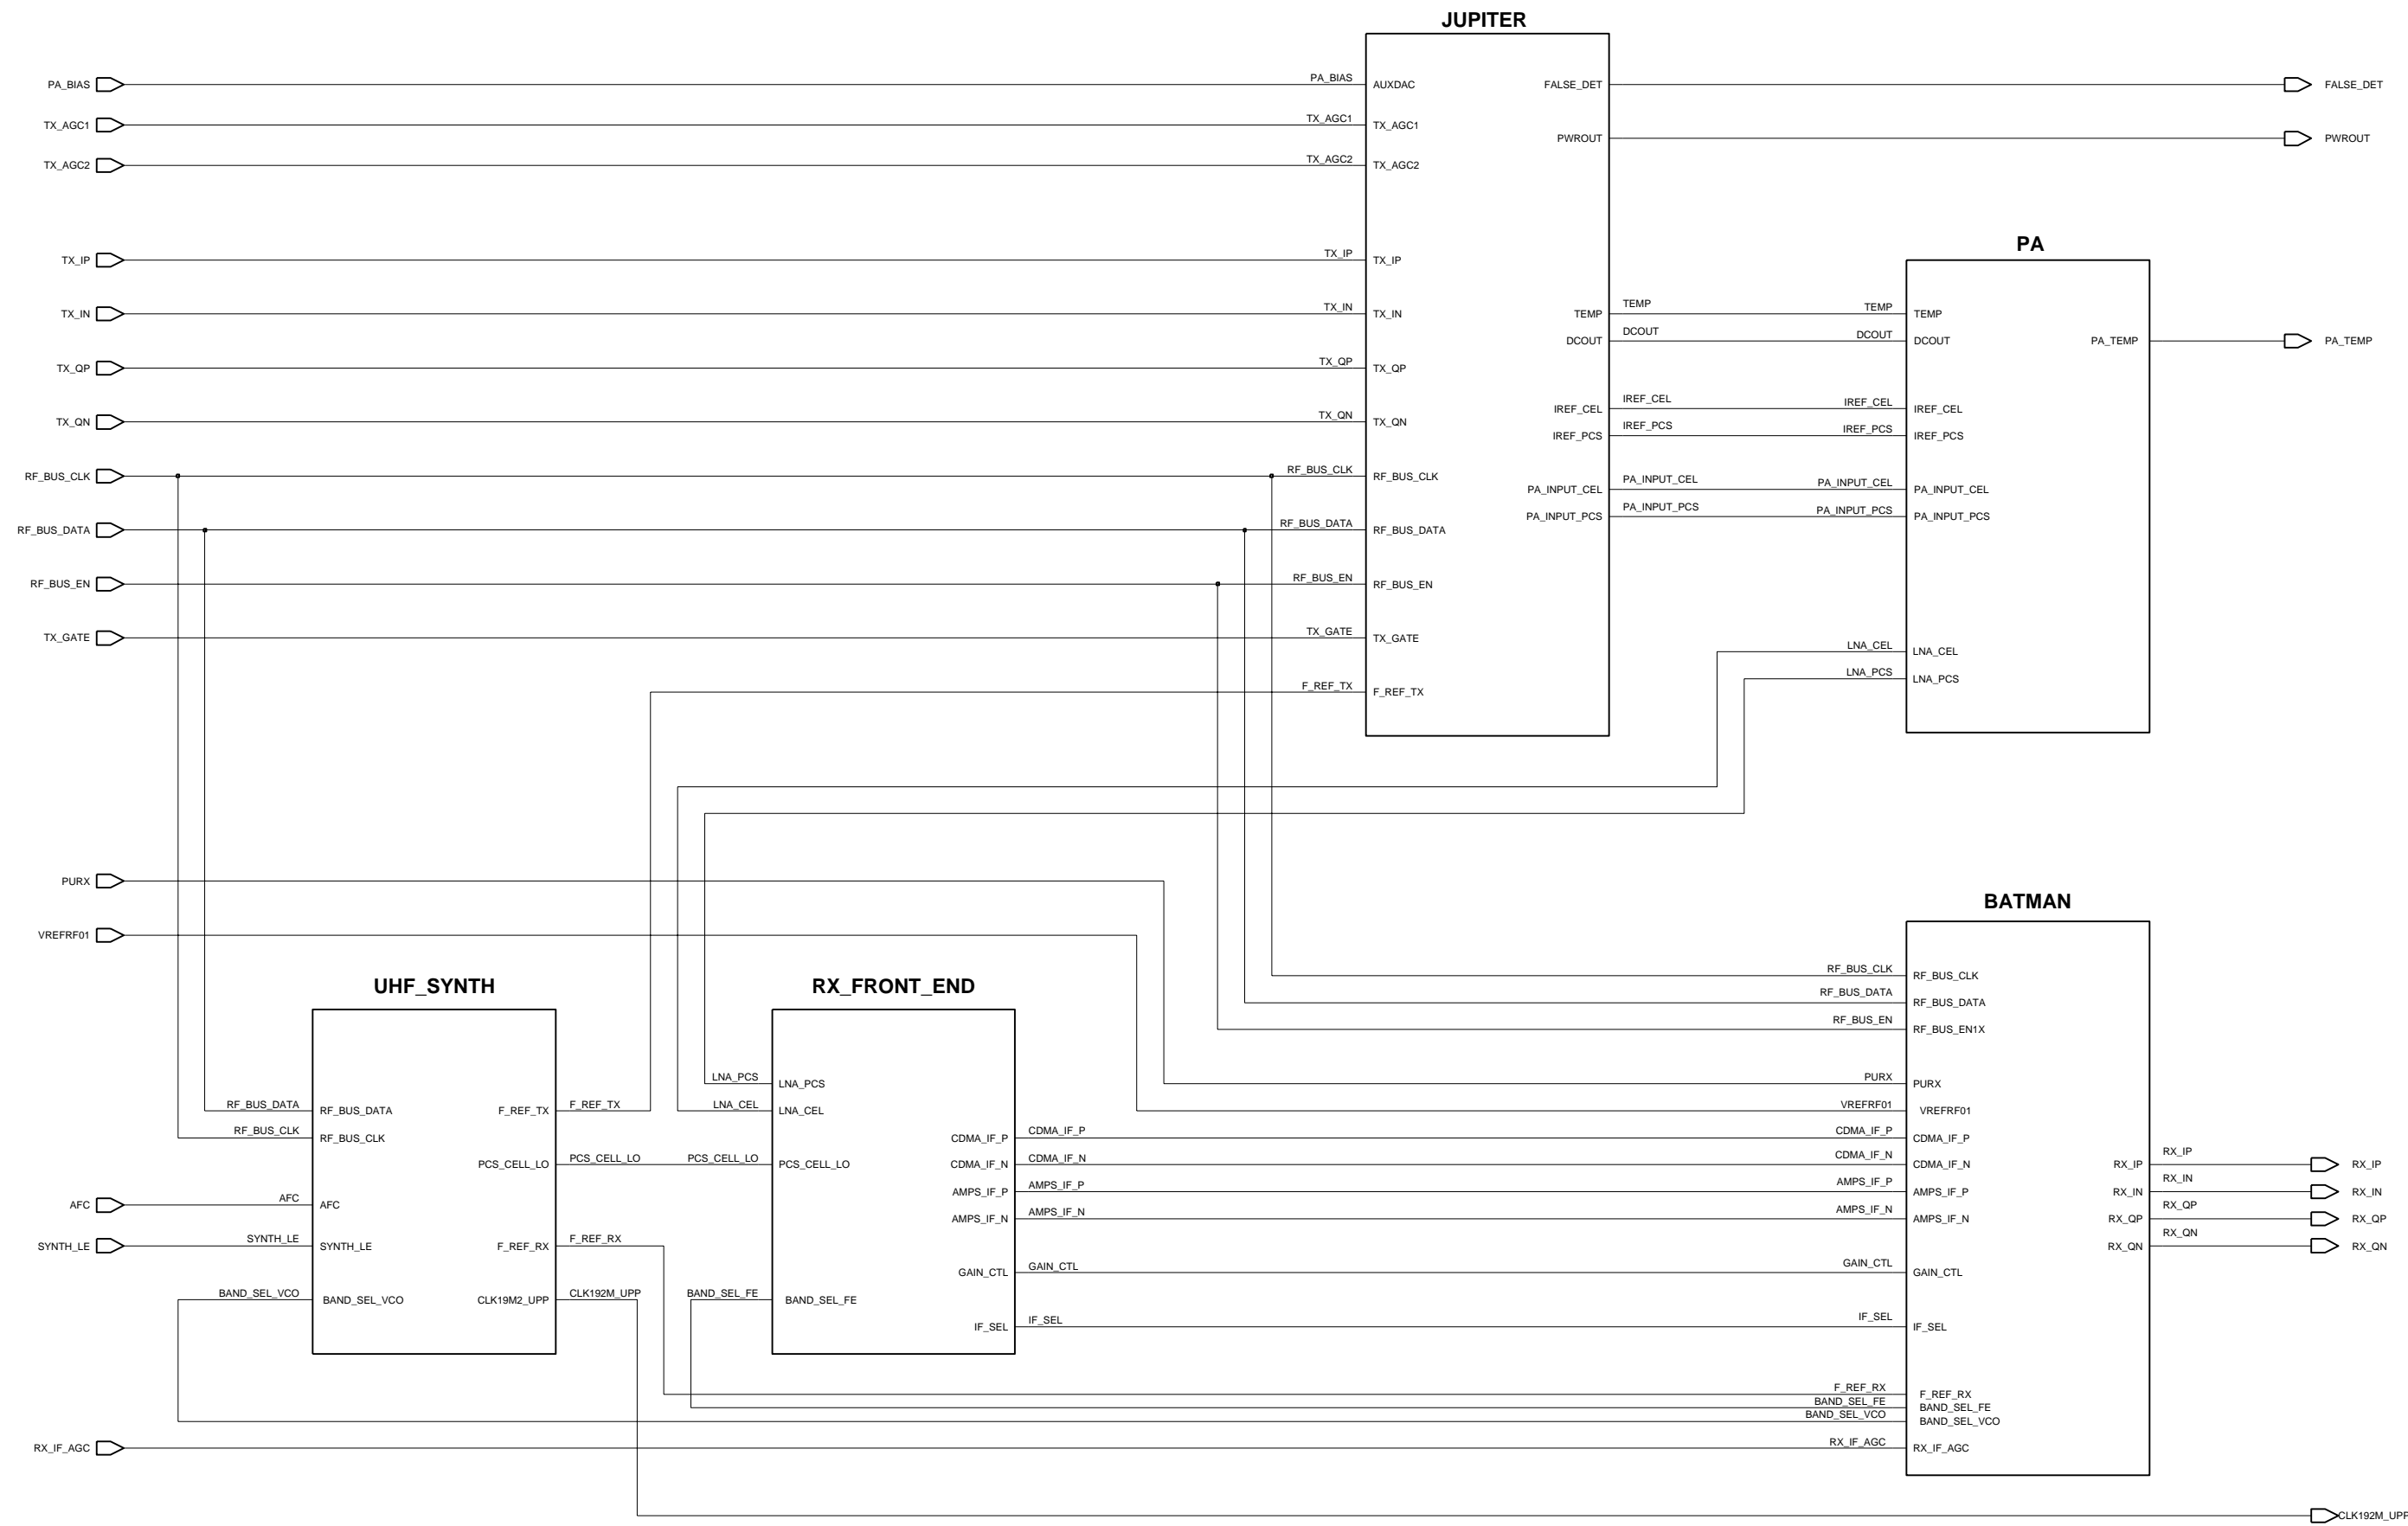 JUPITER
PA_BIAS PA_BIAS AUXDAC FALSE_DET FALSE_DET
TX_AGC1 TX_AGC1 TX_AGC1
PWROUT PWROUT
TX_AGC2 TX_AGC2 TX_AGC2
PA
TX_IP TX_IP TX_IP
TX_IN TX_IN TX_IN TEMP TEMP TEMP TEMP
DCOUT DCOUT DCOUT DCOUT PA_TEMP PA_TEMP
TX_QP TX_QP TX_QP
IREF_CEL IREF_CEL IREF_CEL IREF_CEL
TX_QN TX_QN TX_QN
IREF_PCS IREF_PCS IREF_PCS IREF_PCS
RF_BUS_CLK RF_BUS_CLK RF_BUS_CLK
PA_INPUT_CEL PA_INPUT_CEL PA_INPUT_CEL PA_INPUT_CEL
PA_INPUT_PCS PA_INPUT_PCS PA_INPUT_PCS PA_INPUT_PCS
RF_BUS_DATA RF_BUS_DATA RF_BUS_DATA
RF_BUS_EN RF_BUS_EN RF_BUS_EN
TX_GATE TX_GATE TX_GATE
LNA_CEL LNA_CEL
LNA_PCS LNA_PCS
F_REF_TX F_REF_TX
PURX
BATMAN
VREFRF01
UHF_SYNTH RX_FRONT_END
RF_BUS_CLK RF_BUS_CLK
RF_BUS_DATA RF_BUS_DATA
RF_BUS_EN RF_BUS_EN1X
LNA_PCS LNA_PCS PURX PURX
RF_BUS_DATA RF_BUS_DATA F_REF_TX F_REF_TX LNA_CEL LNA_CEL VREFRF01 VREFRF01
RF_BUS_CLK RF_BUS_CLK CDMA_IF_P CDMA_IF_P CDMA_IF_P CDMA_IF_P
PCS_CELL_LO PCS_CELL_LO PCS_CELL_LO PCS_CELL_LO CDMA_IF_N CDMA_IF_N CDMA_IF_N CDMA_IF_N RX_IP RX_IP RX_IP
AMPS_IF_P AMPS_IF_P AMPS_IF_P AMPS_IF_P RX_IN RX_IN RX_IN
AFC AFC AFC
AMPS_IF_N AMPS_IF_N AMPS_IF_N AMPS_IF_N RX_QP RX_QP RX_QP
SYNTH_LE SYNTH_LE SYNTH_LE F_REF_RX F_REF_RX RX_QN RX_QN RX_QN
GAIN_CTL GAIN_CTL GAIN_CTL GAIN_CTL
BAND_SEL_VCO BAND_SEL_VCO CLK19M2_UPP CLK192M_UPP BAND_SEL_FE BAND_SEL_FE
IF_SEL IF_SEL IF_SEL IF_SEL
F_REF_RX F_REF_RX
BAND_SEL_FE BAND_SEL_FE
BAND_SEL_VCO BAND_SEL_VCO
RX_IF_AGC RX_IF_AGC RX_IF_AGC
CLK192M_UPP